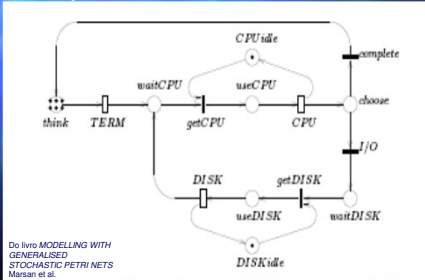 CPUidle
complete
waitCPU
useCPU
choose
think
TERM
getCPU
CPU
I/O
DISK
getDISK
useDISK
waitDISK
DISKidle
Do livro MODELLING WITH
GENERALISED
STOCHASTIC PETRI NETS
Marsan et al.